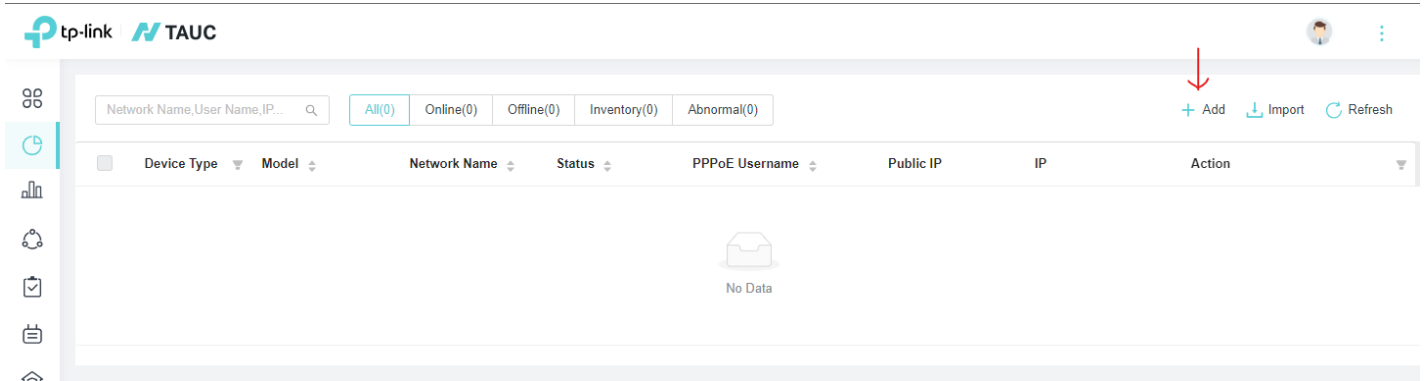 tp-link TAUC
Network Name,User Name,IP... All(0) Online(0) Offline(0) Inventory(0) Abnormal(0) Add Import Refresh
Device Type Model Network Name Status PPPoE Username Public IP IP Action
No Data